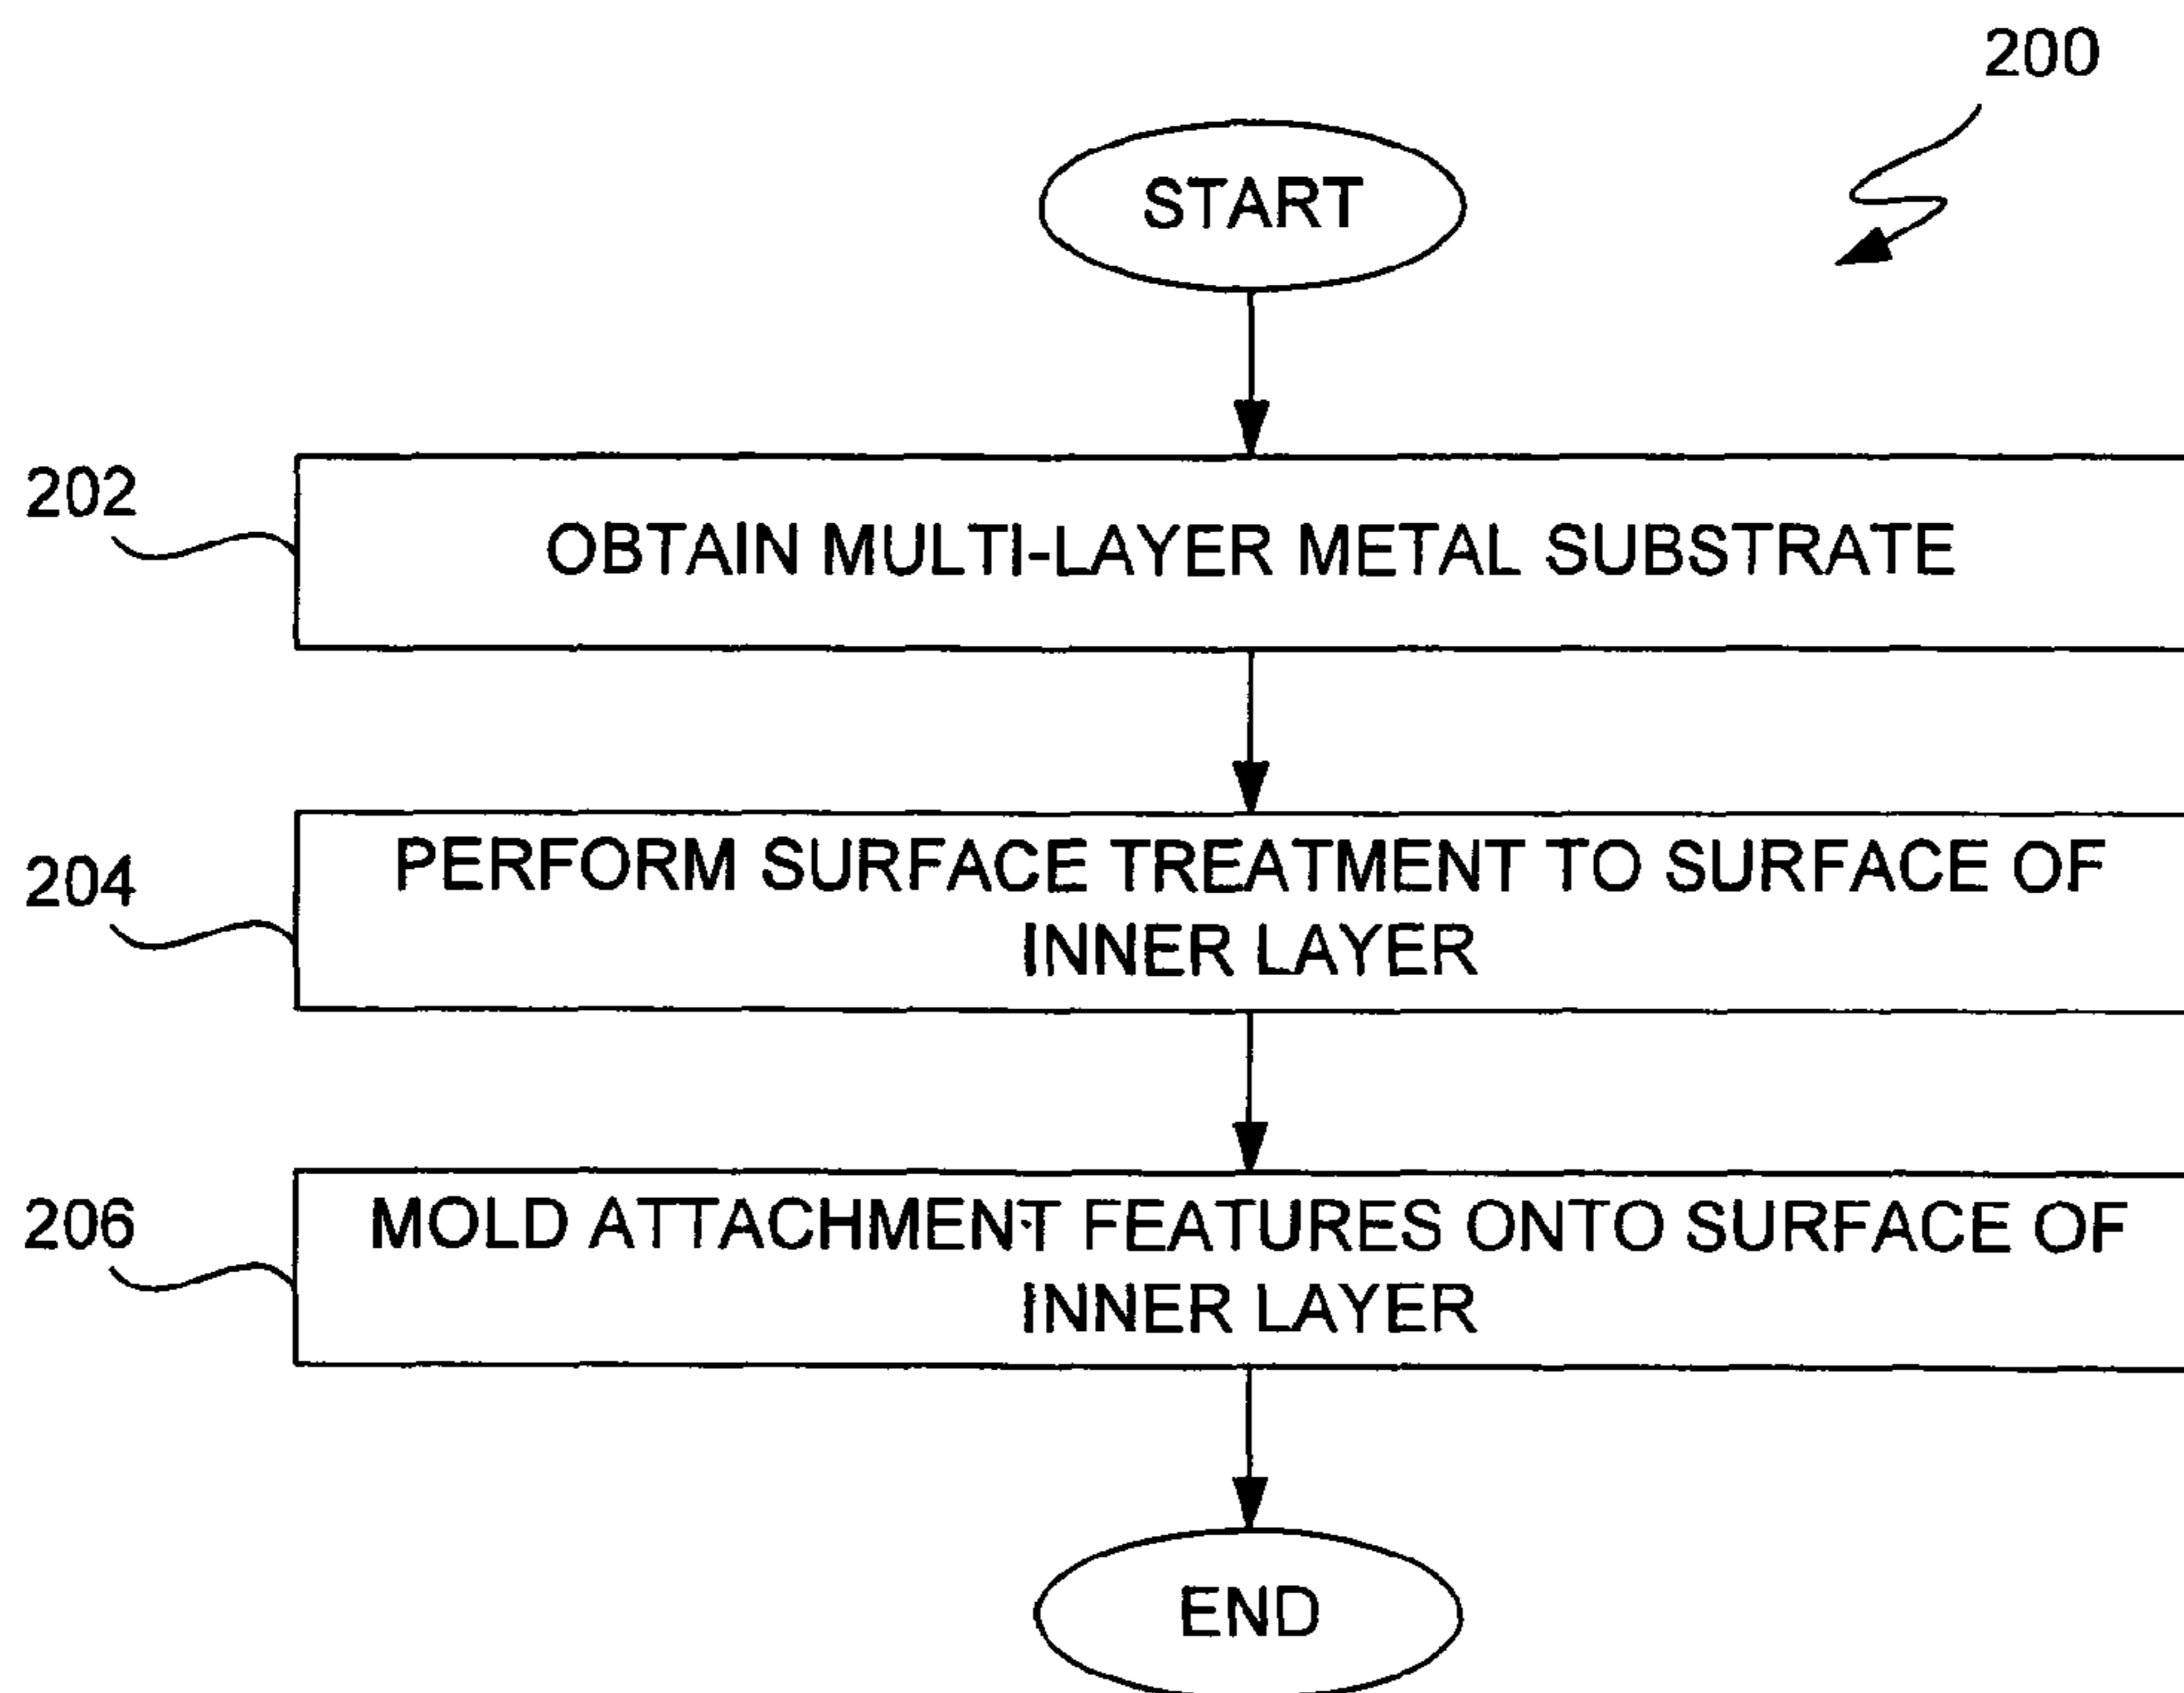 200
START
202
OBTAIN MULTI-LAYER METAL SUBSTRATE
204
PERFORM SURFACE TREATMENT TO SURFACE OF
INNER LAYER
206
MOLD ATTACHMENT FEATURES ONTO SURFACE OF
INNER LAYER
END